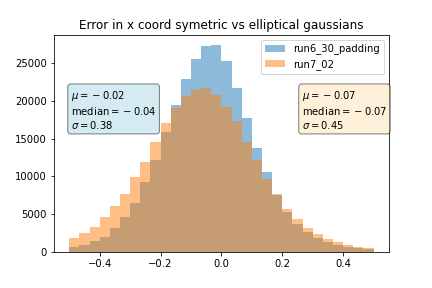 Error in x coord symetric vs elliptical gaussians
run6_30_padding
run7_02
μ = −0.02
median = −0.04
σ = 0.38
μ = −0.07
median = −0.07
σ = 0.45
25000
20000
15000
10000
5000
0
−0.4
−0.2
0.0
0.2
0.4